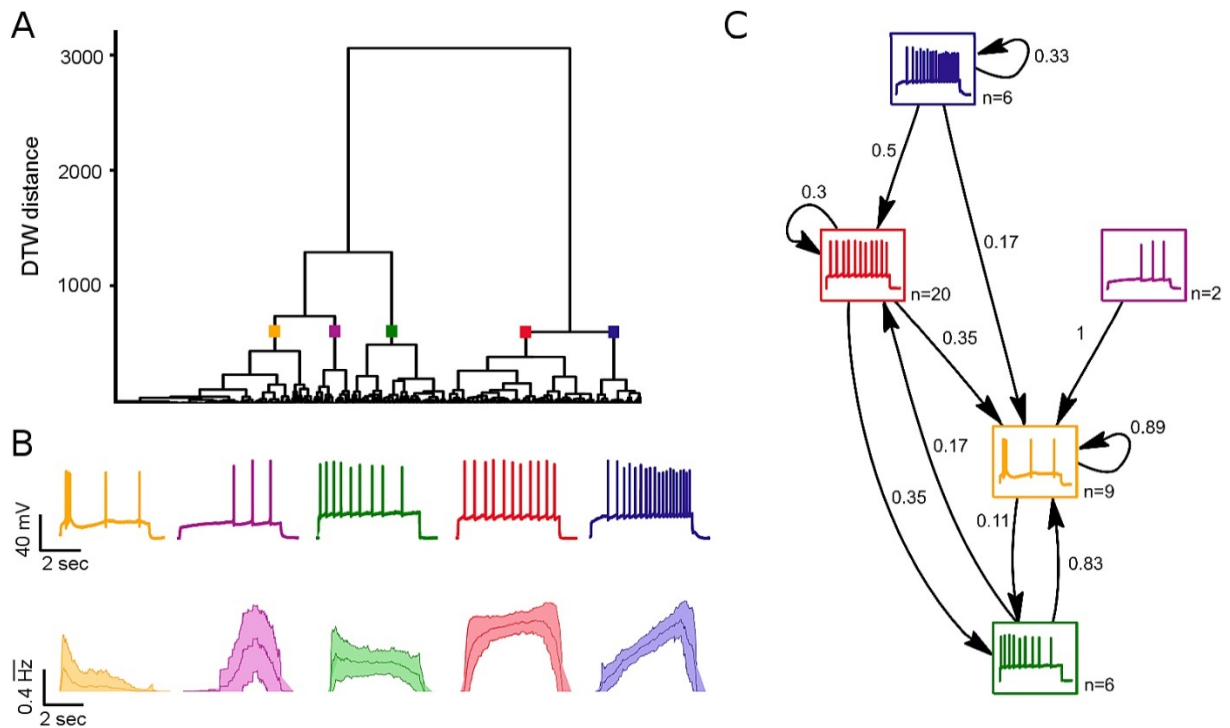 A
DTW distance
3000
2000
1000
B
40 mV
2 sec
0.4 Hz
2 sec
C
0.33
n=6
0.5
0.3
0.17
n=20
n=2
0.35
1
0.89
0.17
n=9
0.35
0.11
0.83
n=6